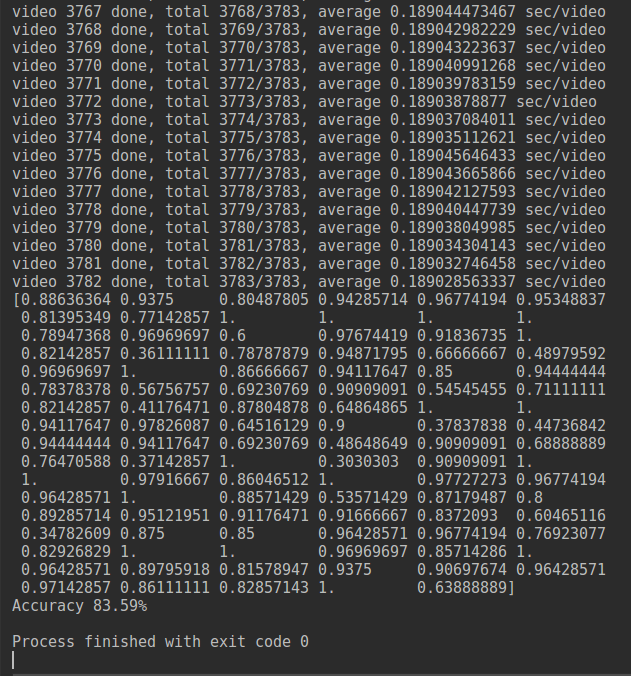 video 3767 done, total 3768/3783, average 0.189044473467 sec/video
video 3768 done, total 3769/3783, average 0.189042982229 sec/video
video 3769 done, total 3770/3783, average 0.189043223637 sec/video
video 3770 done, total 3771/3783, average 0.189040991268 sec/video
video 3771 done, total 3772/3783, average 0.189039783159 sec/video
video 3772 done, total 3773/3783, average 0.18903878877 sec/video
video 3773 done, total 3774/3783, average 0.189037084011 sec/video
video 3774 done, total 3775/3783, average 0.189035112621 sec/video
video 3775 done, total 3776/3783, average 0.189045646433 sec/video
video 3776 done, total 3777/3783, average 0.189043665866 sec/video
video 3777 done, total 3778/3783, average 0.189042127593 sec/video
video 3778 done, total 3779/3783, average 0.189040447739 sec/video
video 3779 done, total 3780/3783, average 0.189038049985 sec/video
video 3780 done, total 3781/3783, average 0.189034304143 sec/video
video 3781 done, total 3782/3783, average 0.189032746458 sec/video
video 3782 done, total 3783/3783, average 0.189028563337 sec/video
[0.88636364 0.9375     0.80487805 0.94285714 0.96774194 0.95348837
 0.81395349 0.77142857 1.         1.         1.         1.
 0.78947368 0.96969697 0.6        0.97674419 0.91836735 1.
 0.82142857 0.36111111 0.78787879 0.94871795 0.66666667 0.48979592
 0.96969697 1.         0.86666667 0.94117647 0.85       0.94444444
 0.78378378 0.56756757 0.69230769 0.90909091 0.54545455 0.71111111
 0.82142857 0.41176471 0.87804878 0.64864865 1.         1.
 0.94117647 0.97826087 0.64516129 0.9        0.37837838 0.44736842
 0.94444444 0.94117647 0.69230769 0.48648649 0.90909091 0.68888889
 0.76470588 0.37142857 1.         0.3030303  0.90909091 1.
 1.         0.97916667 0.86046512 1.         0.97727273 0.96774194
 0.96428571 1.         0.88571429 0.53571429 0.87179487 0.8
 0.89285714 0.95121951 0.91176471 0.91666667 0.8372093  0.60465116
 0.34782609 0.875      0.85       0.96428571 0.96774194 0.76923077
 0.82926829 1.         1.         0.96969697 0.85714286 1.
 0.96428571 0.89795918 0.81578947 0.9375     0.90697674 0.96428571
 0.97142857 0.86111111 0.82857143 1.         0.63888889]
Accuracy 83.59%
Process finished with exit code 0